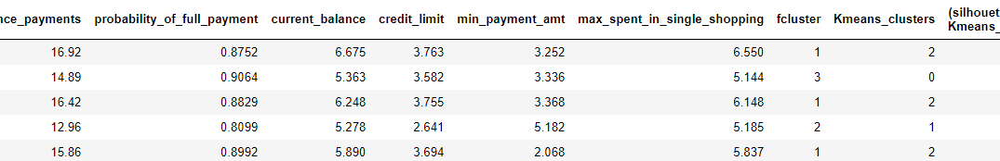 nce_payments probability_of_full_payment current_balance credit_limit min_payment_amt max_spent_in_single_shopping fcluster Kmeans_clusters (silhouet
Kmeans_
16.92 0.8752 6.675 3.763 3.252 6.550 1 2
14.89 0.9064 5.363 3.582 3.336 5.144 3 0
16.42 0.8829 6.248 3.755 3.368 6.148 1 2
12.96 0.8099 5.278 2.641 5.182 5.185 2 1
15.86 0.8992 5.890 3.694 2.068 5.837 1 2